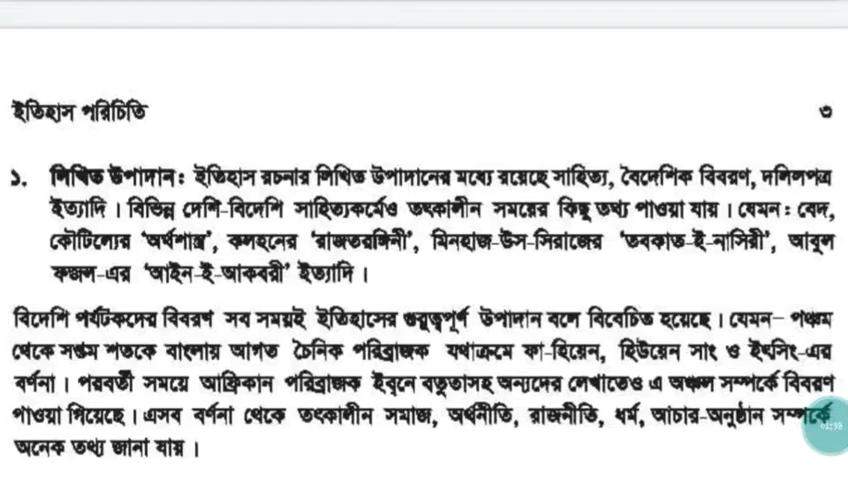 ইতিহাস পরিচিতি ৩
১. লিখিত উপাদান: ইতিহাস রচনার লিখিত উপাদানের মধ্যে রয়েছে সাহিত্য, বৈদেশিক বিবরণ, দলিলপত্র
ইত্যাদি। বিভিন্ন দেশি-বিদেশি সাহিত্যকর্মেও তৎকালীন সময়ের কিছু তথ্য পাওয়া যায়। যেমন: বেদ,
কৌটিল্যের 'অর্থশাস্ত্র', কলহনের 'রাজতরঙ্গিনী', মিনহাজ-উস-সিরাজের 'তবকাত-ই-নাসিরী', আবুল
ফজল-এর 'আইন-ই-আকবরী' ইত্যাদি।
বিদেশি পর্যটকদের বিবরণ সব সময়ই ইতিহাসের গুরুত্বপূর্ণ উপাদান বলে বিবেচিত হয়েছে। যেমন– পঞ্চম
থেকে সপ্তম শতকে বাংলায় আগত চৈনিক পরিব্রাজক যথাক্রমে ফা-হিয়েন, হিউয়েন সাং ও ইৎসিং-এর
বর্ণনা। পরবর্তী সময়ে আফ্রিকান পরিব্রাজক ইবনে বতুতাসহ অন্যদের লেখাতেও এ অঞ্চল সম্পর্কে বিবরণ
পাওয়া গিয়েছে। এসব বর্ণনা থেকে তৎকালীন সমাজ, অর্থনীতি, রাজনীতি, ধর্ম, আচার-অনুষ্ঠান সম্পর্কে
অনেক তথ্য জানা যায়।